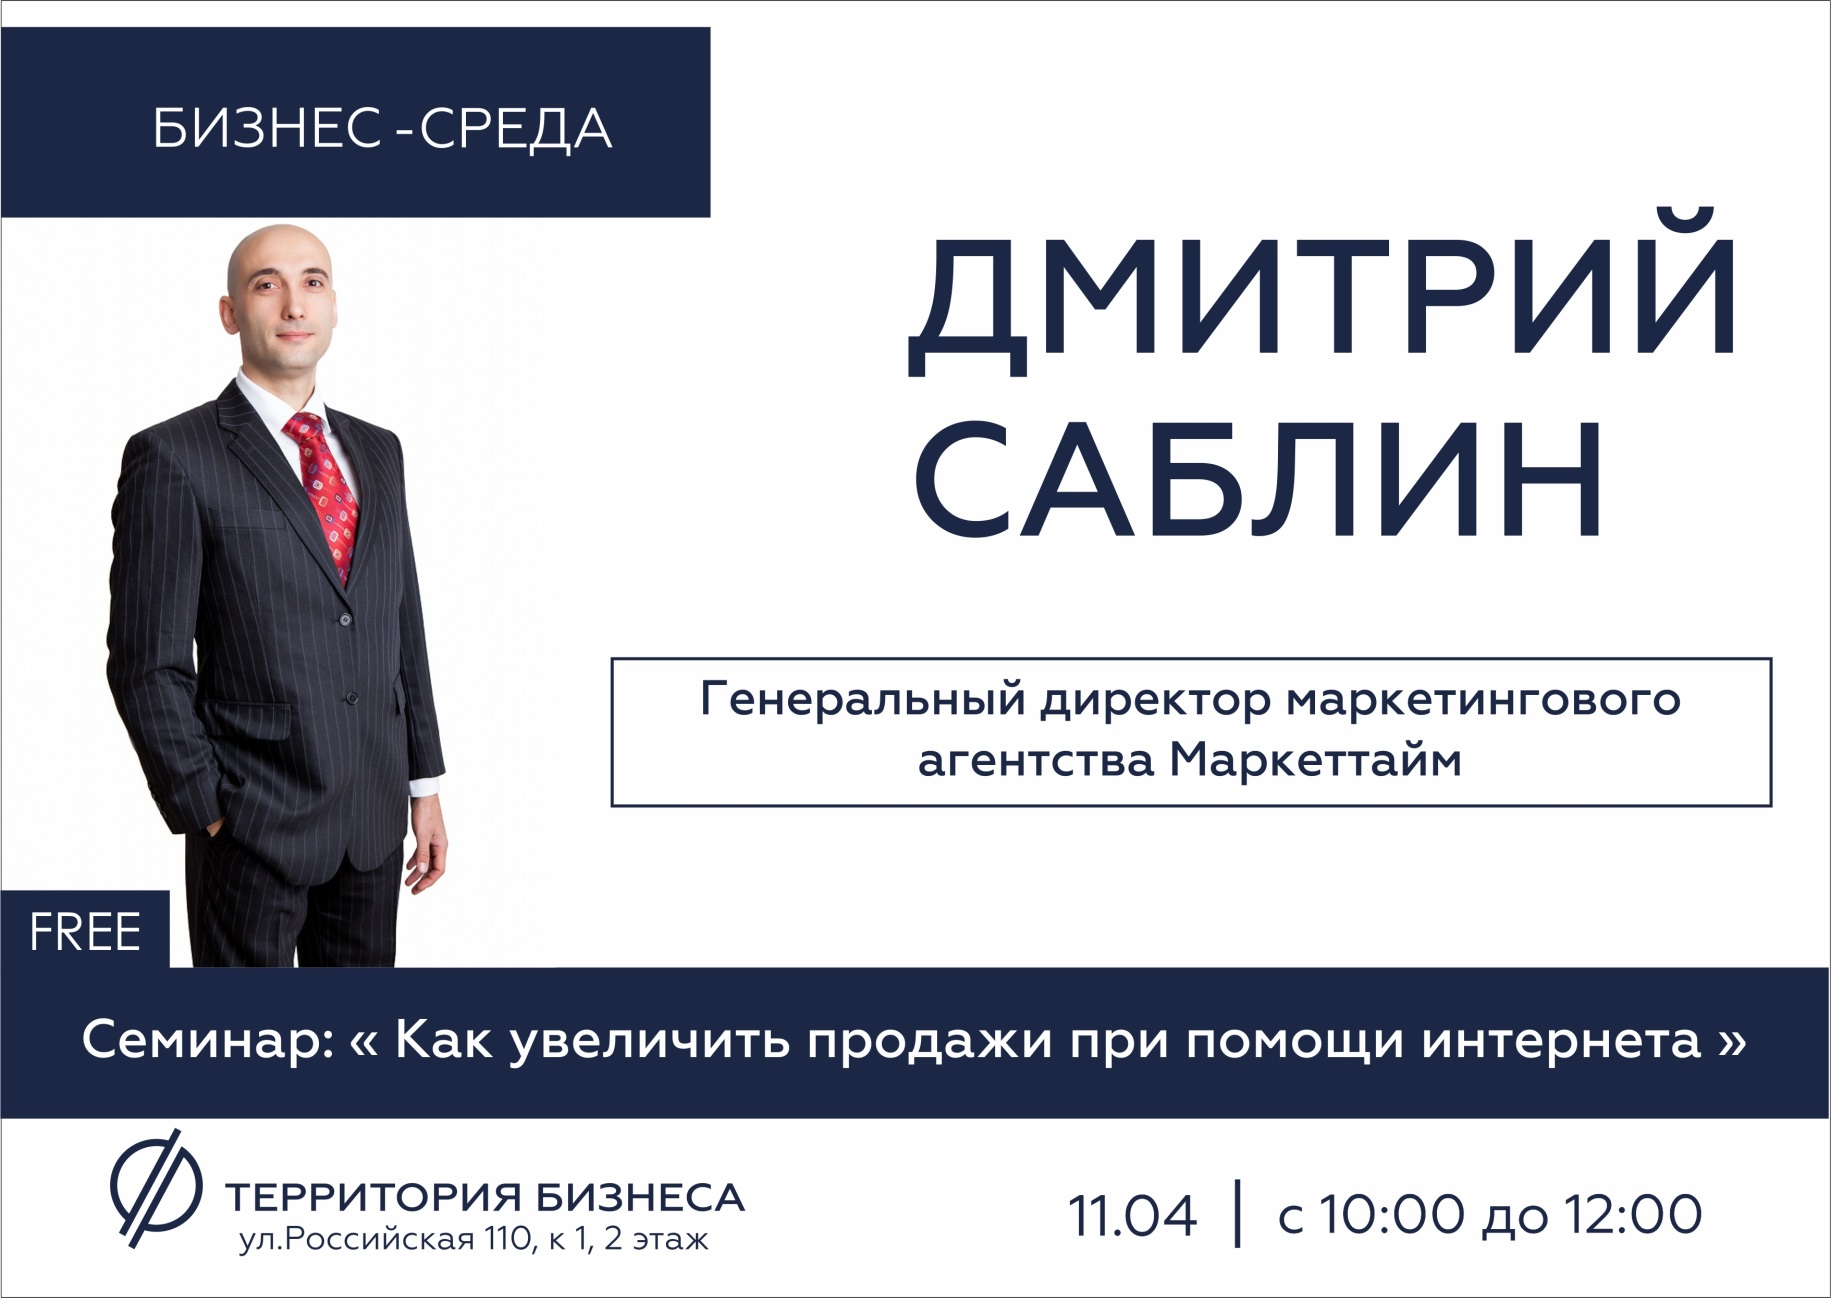 БИЗНЕС -СРЕДА
ДМИТРИЙ
САБЛИН
Генеральный директор маркетингового
агентства Маркеттайм
FREE
Семинар: « Как увеличить продажи при помощи интернета »
ТЕРРИТОРИЯ БИЗНЕСА
ул.Российская 110, к 1, 2 этаж
11.04 | с 10:00 до 12:00